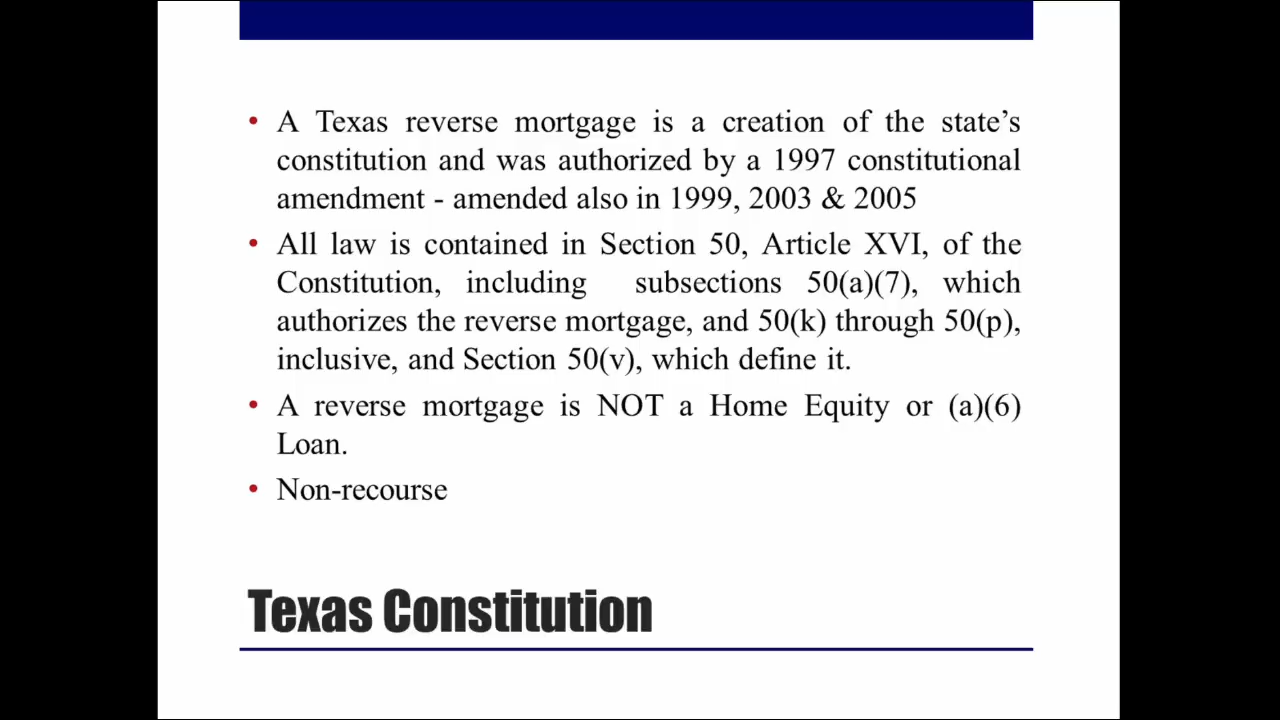 • A Texas reverse mortgage is a creation of the state’s
constitution and was authorized by a 1997 constitutional
amendment - amended also in 1999, 2003 & 2005
• All law is contained in Section 50, Article XVI, of the
Constitution, including subsections 50(a)(7), which
authorizes the reverse mortgage, and 50(k) through 50(p),
inclusive, and Section 50(v), which define it.
• A reverse mortgage is NOT a Home Equity or (a)(6)
Loan.
• Non-recourse
Texas Constitution